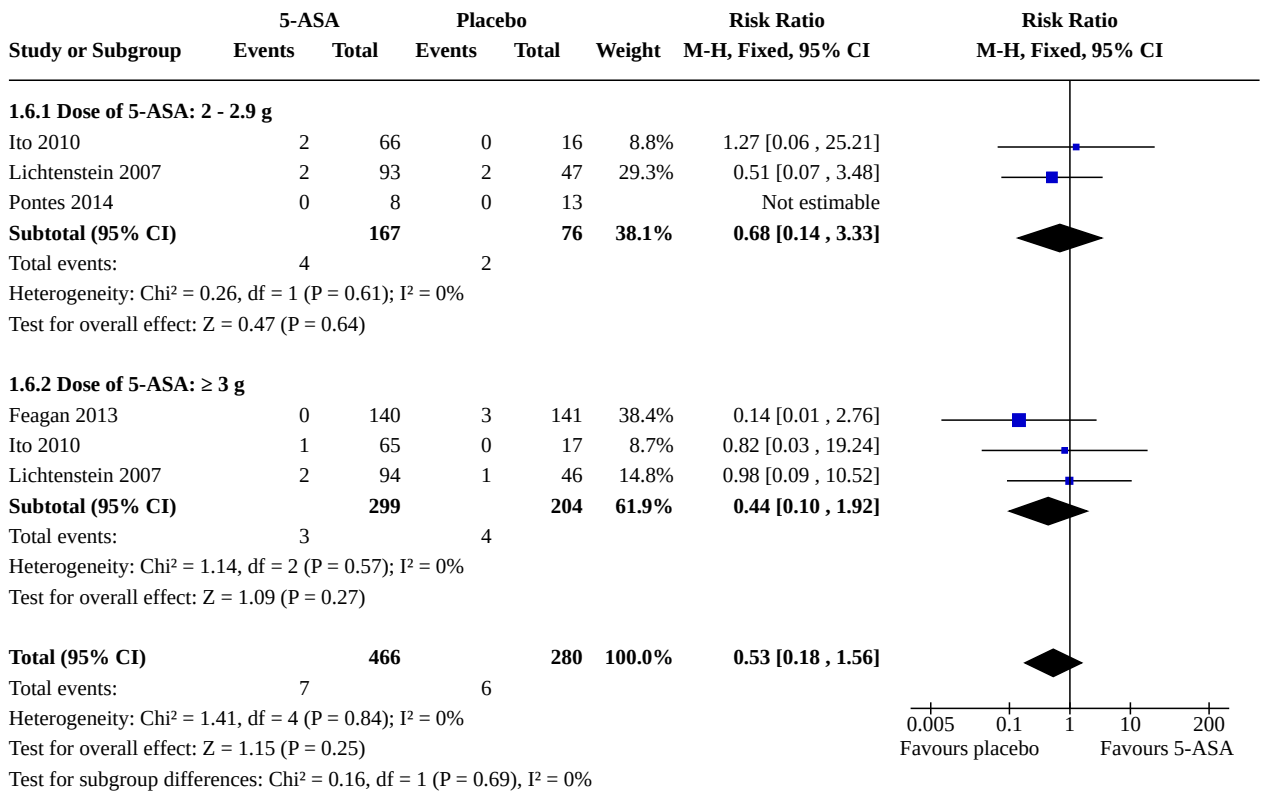 5-ASA Placebo Risk Ratio Risk Ratio
Study or Subgroup Events Total Events Total Weight M-H, Fixed, 95% CI M-H, Fixed, 95% CI
1.6.1 Dose of 5-ASA: 2 - 2.9 g
Ito 2010 2 66 0 16 8.8% 1.27 [0.06 , 25.21]
Lichtenstein 2007 2 93 2 47 29.3% 0.51 [0.07 , 3.48]
Pontes 2014 0 8 0 13 Not estimable
Subtotal (95% CI) 167 76 38.1% 0.68 [0.14 , 3.33]
Total events: 4 2
Heterogeneity: Chi² = 0.26, df = 1 (P = 0.61); I² = 0%
Test for overall effect: Z = 0.47 (P = 0.64)
1.6.2 Dose of 5-ASA: ≥ 3 g
Feagan 2013 0 140 3 141 38.4% 0.14 [0.01 , 2.76]
Ito 2010 1 65 0 17 8.7% 0.82 [0.03 , 19.24]
Lichtenstein 2007 2 94 1 46 14.8% 0.98 [0.09 , 10.52]
Subtotal (95% CI) 299 204 61.9% 0.44 [0.10 , 1.92]
Total events: 3 4
Heterogeneity: Chi² = 1.14, df = 2 (P = 0.57); I² = 0%
Test for overall effect: Z = 1.09 (P = 0.27)
Total (95% CI) 466 280 100.0% 0.53 [0.18 , 1.56]
Total events: 7 6
Heterogeneity: Chi² = 1.41, df = 4 (P = 0.84); I² = 0%
0.005 0.1 1 10 200
Test for overall effect: Z = 1.15 (P = 0.25)
Favours placebo Favours 5-ASA
Test for subgroup differences: Chi² = 0.16, df = 1 (P = 0.69), I² = 0%